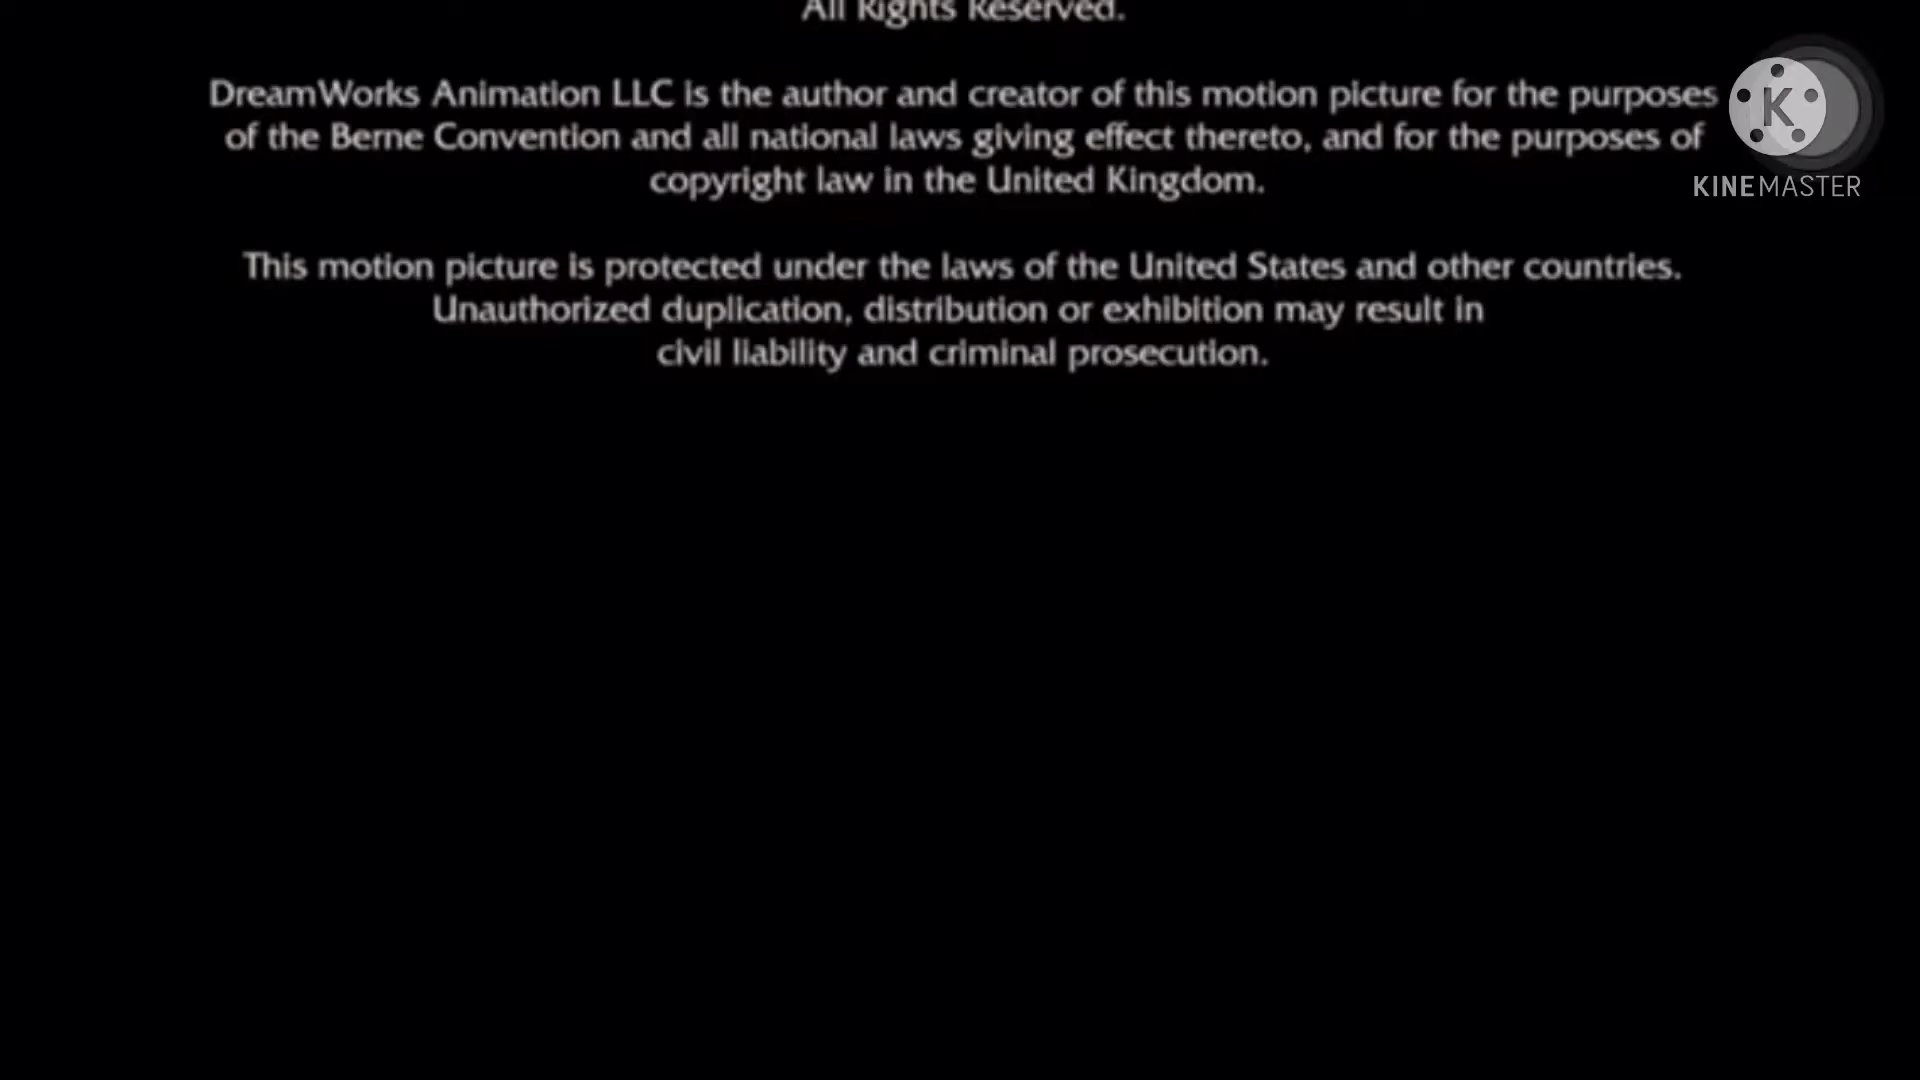 All Rights Reserved.
DreamWorks Animation LLC is the author and creator of this motion picture for the purposes
of the Berne Convention and all national laws giving effect thereto, and for the purposes of
copyright law in the United Kingdom.
This motion picture is protected under the laws of the United States and other countries.
Unauthorized duplication, distribution or exhibition may result in
civil liability and criminal prosecution.
K
KINEMASTER